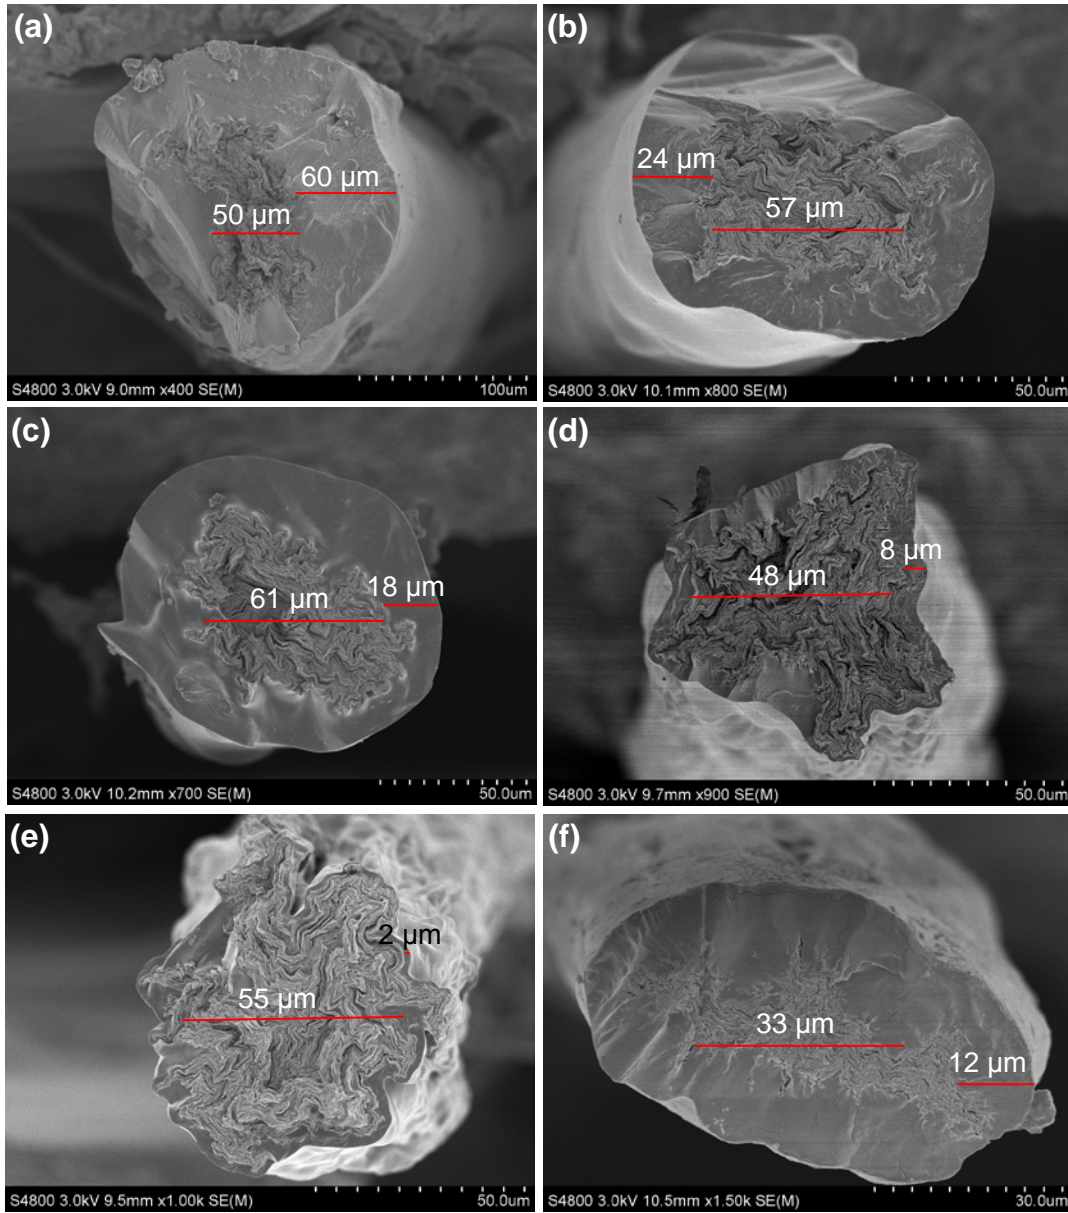 (a)
60 µm
50 µm
S4800 3.0kV 9.0mm x400 SE(M) 100um
(b)
24 µm
57 µm
S4800 3.0kV 10.1mm x800 SE(M) 50.0um
(c)
18 µm
61 µm
S4800 3.0kV 10.2mm x700 SE(M) 50.0um
(d)
8 µm
48 µm
S4800 3.0kV 9.7mm x900 SE(M) 50.0um
(e)
2 µm
55 µm
S4800 3.0kV 9.5mm x1.00k SE(M) 50.0um
(f)
33 µm
12 µm
S4800 3.0kV 10.5mm x1.50k SE(M) 30.0um